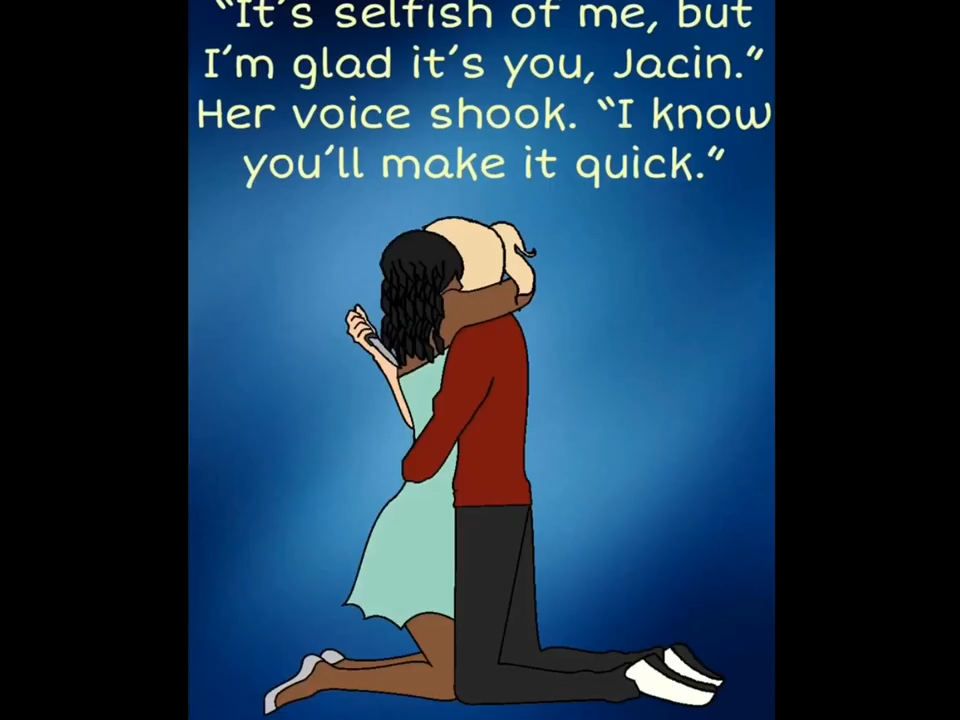 “It’s selfish of me, but
I’m glad it’s you, Jacin.”
Her voice shook. “I know
you’ll make it quick.”